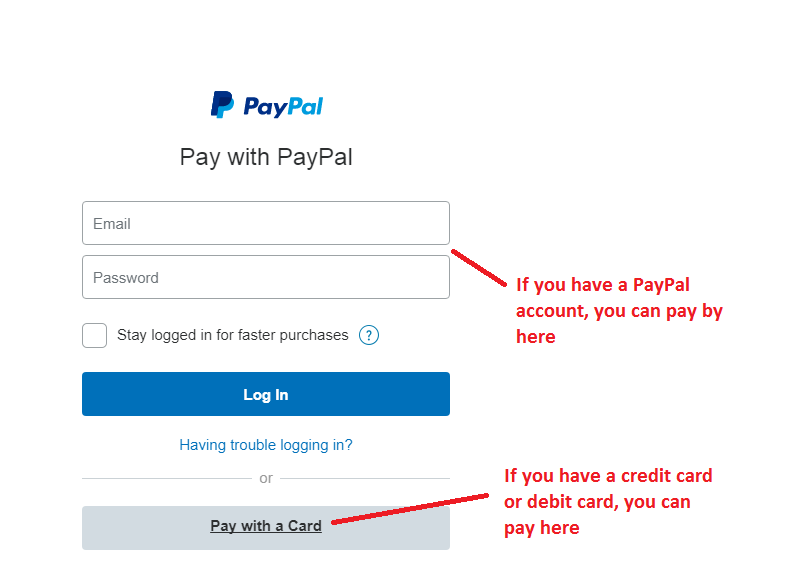 PayPal
Pay with PayPal
Email
Password
If you have a PayPal
account, you can pay by
here
Stay logged in for faster purchases ?
Log In
Having trouble logging in?
or
If you have a credit card
or debit card, you can
pay here
Pay with a Card